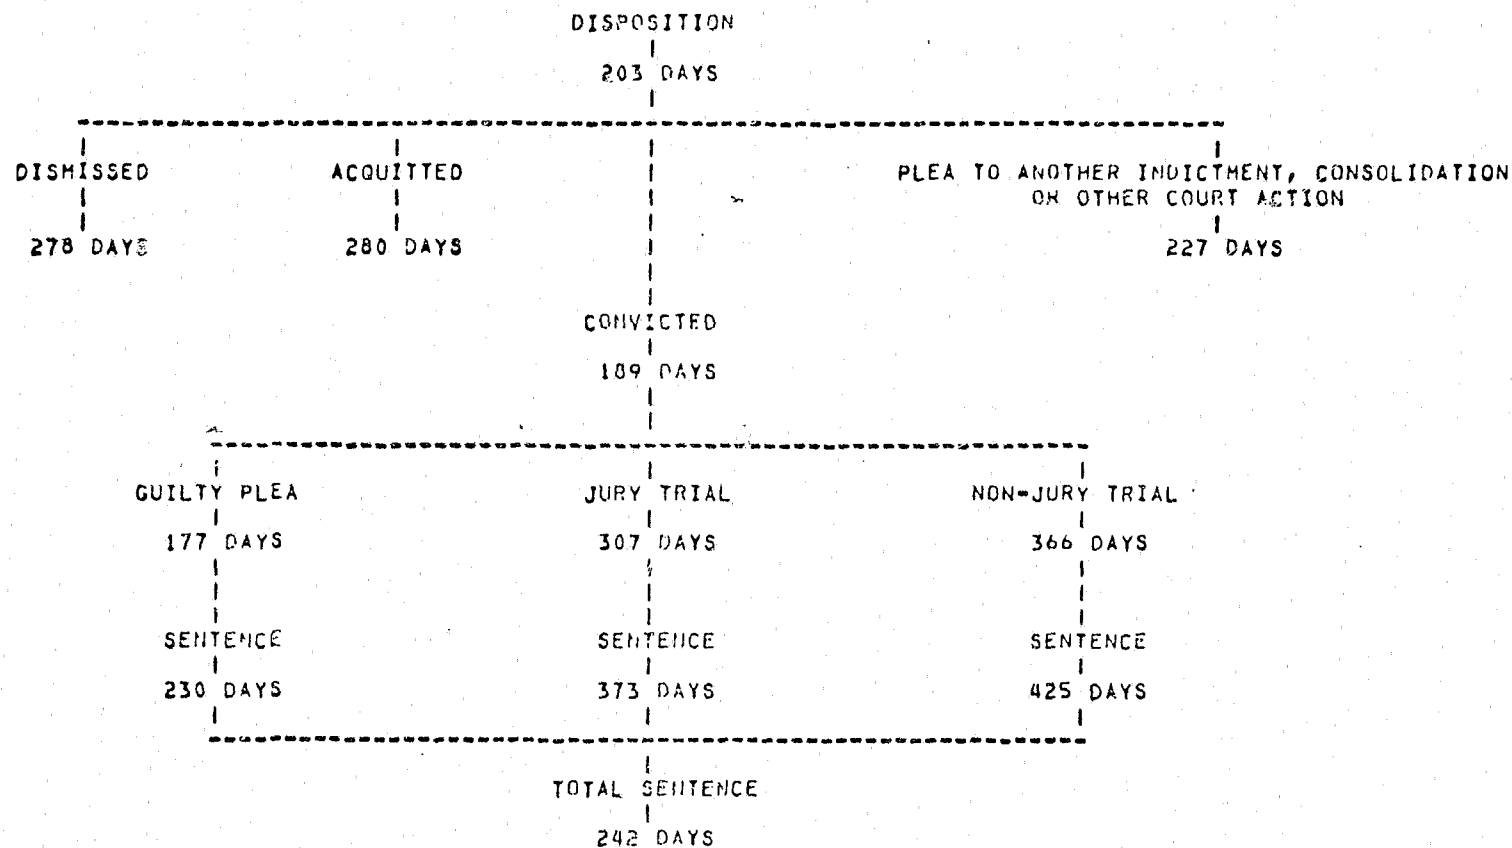 DISPOSITION
203 DAYS
DISMISSED ACQUITTED PLEA TO ANOTHER INDICTMENT, CONSOLIDATION
OR OTHER COURT ACTION
278 DAYS 280 DAYS 227 DAYS
CONVICTED
189 DAYS
GUILTY PLEA JURY TRIAL NON-JURY TRIAL
177 DAYS 307 DAYS 366 DAYS
SENTENCE SENTENCE SENTENCE
230 DAYS 373 DAYS 425 DAYS
TOTAL SENTENCE
242 DAYS